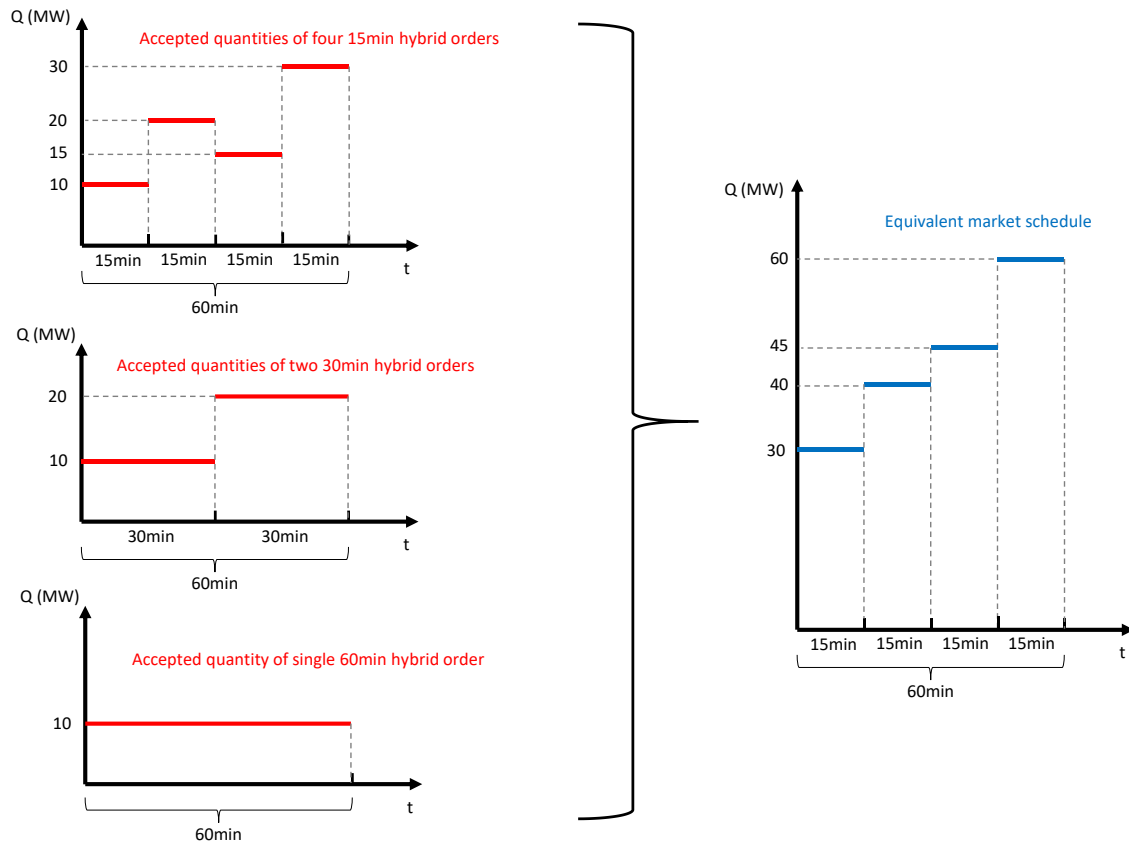 Q (MW)
Accepted quantities of four 15min hybrid orders
30
20
15
10
15min 15min 15min 15min
t
60min
Q (MW)
Accepted quantities of two 30min hybrid orders
20
10
30min 30min
t
60min
Q (MW)
Accepted quantity of single 60min hybrid order
10
t
60min
Q (MW)
Equivalent market schedule
60
45
40
30
15min 15min 15min 15min
t
60min